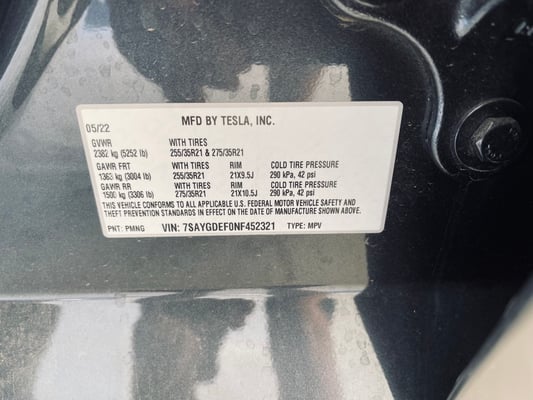 MFD BY TESLA, INC.
05/22
GVWR WITH TIRES
2382 kg (5252 lb) 255/35R21 & 275/35R21
GAWR FRT WITH TIRES RIM COLD TIRE PRESSURE
1363 kg (3004 lb) 255/35R21 21X9.5J 290 kPa, 42 psi
GAWR RR WITH TIRES RIM COLD TIRE PRESSURE
1500 kg (3306 lb) 275/35R21 21X10.5J 290 kPa, 42 psi
THIS VEHICLE CONFORMS TO ALL APPLICABLE U.S. FEDERAL MOTOR VEHICLE SAFETY AND
THEFT PREVENTION STANDARDS IN EFFECT ON THE DATE OF MANUFACTURE SHOWN ABOVE.
PNT: PMNG VIN: 7SAYGDEF0NF452321 TYPE: MPV